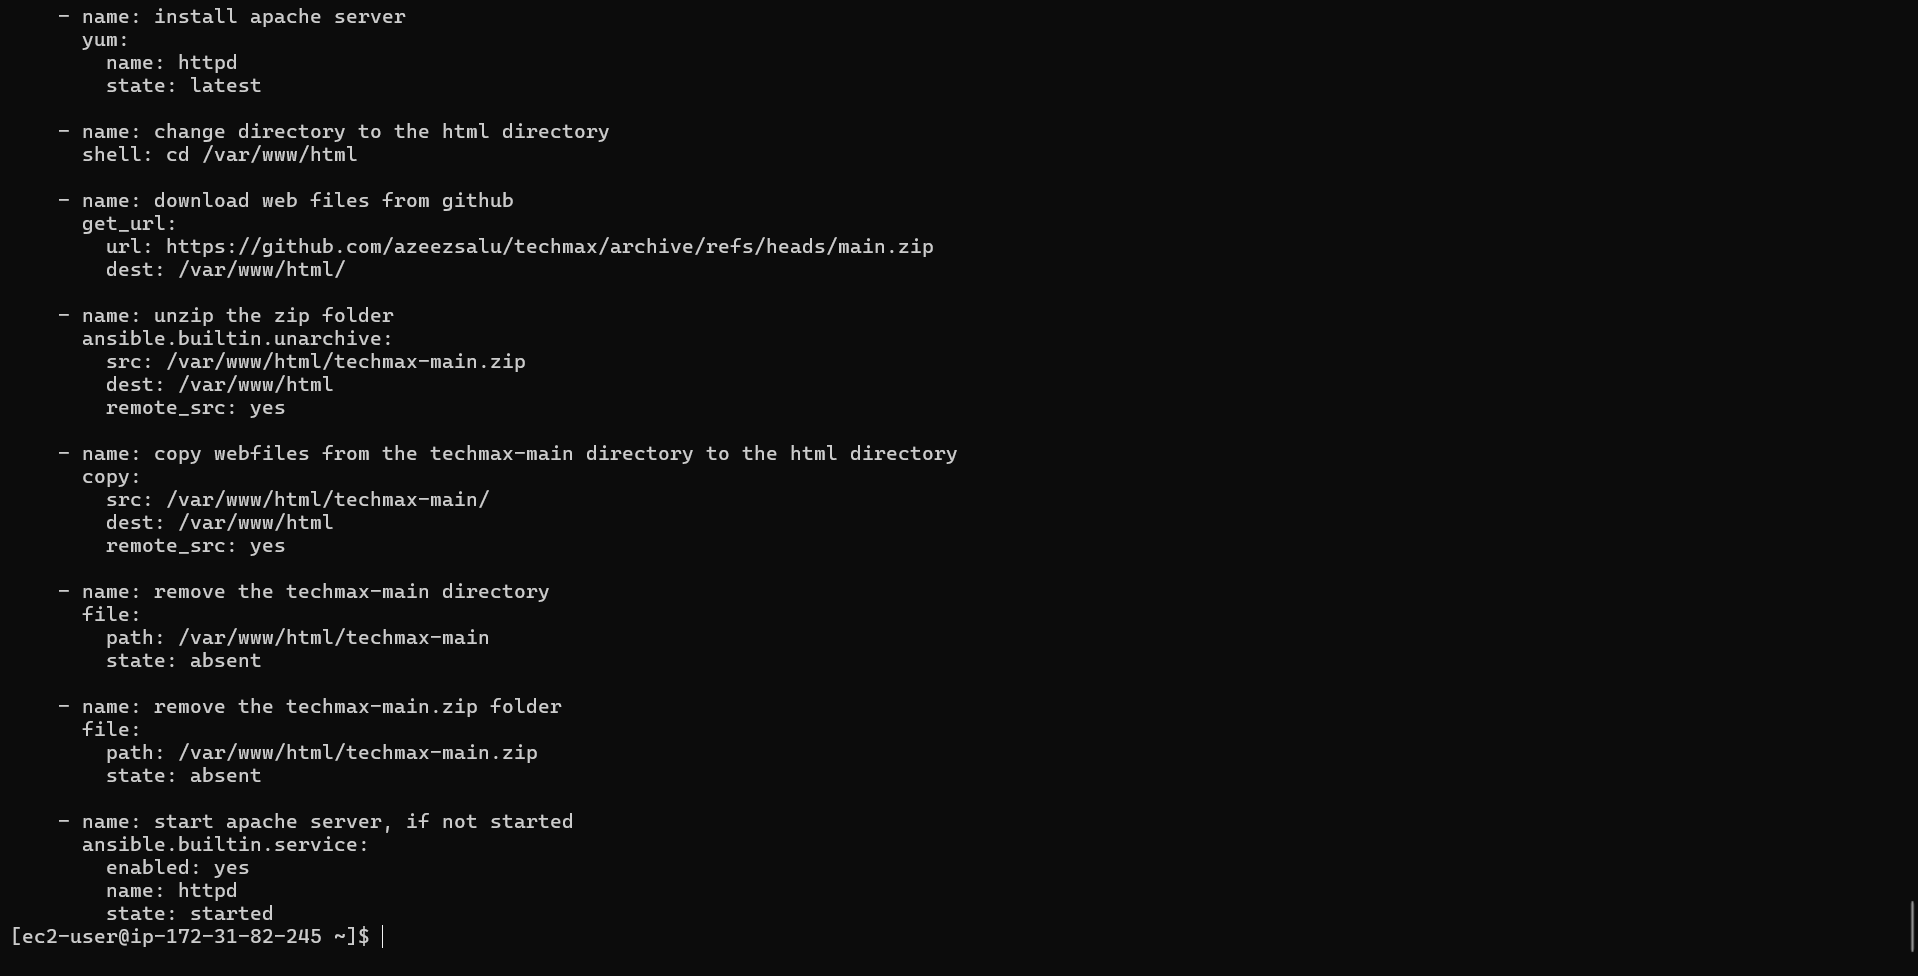 - name: install apache server
yum:
name: httpd
state: latest
- name: change directory to the html directory
shell: cd /var/www/html
- name: download web files from github
get_url:
url: https://github.com/azeezsalu/techmax/archive/refs/heads/main.zip
dest: /var/www/html/
- name: unzip the zip folder
ansible.builtin.unarchive:
src: /var/www/html/techmax-main.zip
dest: /var/www/html
remote_src: yes
- name: copy webfiles from the techmax-main directory to the html directory
copy:
src: /var/www/html/techmax-main/
dest: /var/www/html
remote_src: yes
- name: remove the techmax-main directory
file:
path: /var/www/html/techmax-main
state: absent
- name: remove the techmax-main.zip folder
file:
path: /var/www/html/techmax-main.zip
state: absent
- name: start apache server, if not started
ansible.builtin.service:
enabled: yes
name: httpd
state: started
[ec2-user@ip-172-31-82-245 ~]$